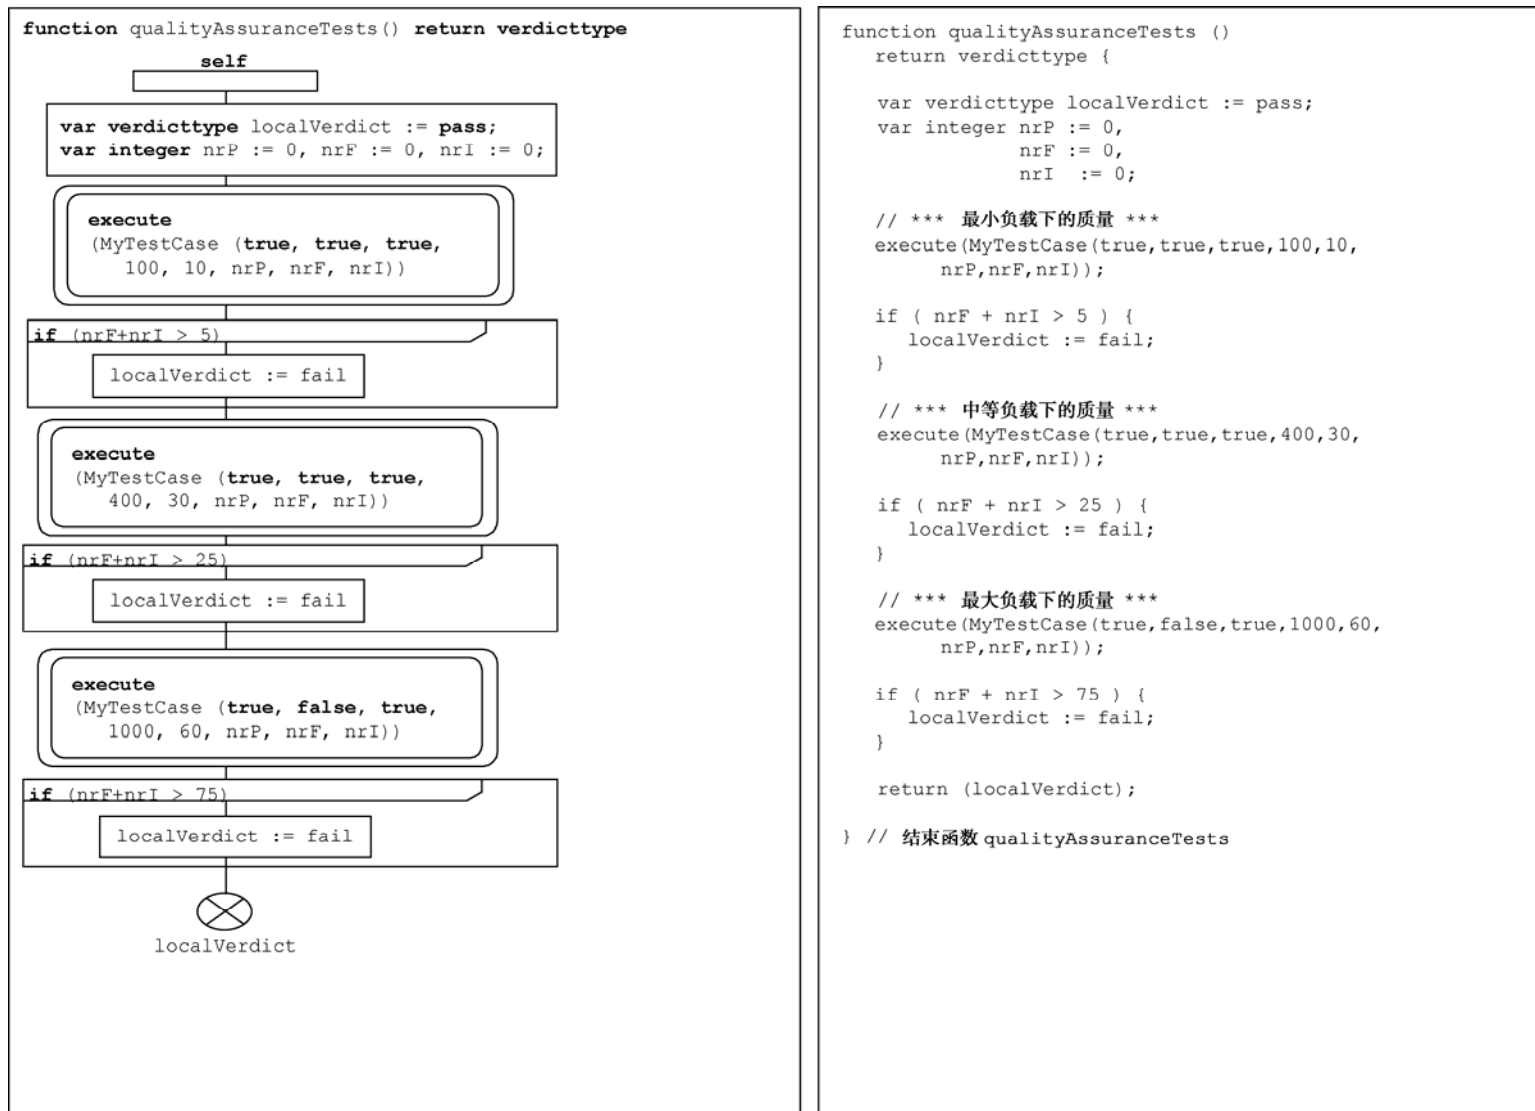 function qualityAssuranceTests() return verdicttype
self
var verdicttype localVerdict := pass;
var integer nrP := 0, nrF := 0, nrI := 0;
execute
(MyTestCase (true, true, true,
100, 10, nrP, nrF, nrI))
if (nrF+nrI > 5)
localVerdict := fail
execute
(MyTestCase (true, true, true,
400, 30, nrP, nrF, nrI))
if (nrF+nrI > 25)
localVerdict := fail
execute
(MyTestCase (true, false, true,
1000, 60, nrP, nrF, nrI))
if (nrF+nrI > 75)
localVerdict := fail
localVerdict
function qualityAssuranceTests ()
return verdicttype {
var verdicttype localVerdict := pass;
var integer nrP := 0,
nrF := 0,
nrI := 0;
// *** 最小负载下的质量 ***
execute(MyTestCase(true,true,true,100,10,
nrP,nrF,nrI));
if ( nrF + nrI > 5 ) {
localVerdict := fail;
}
// *** 中等负载下的质量 ***
execute(MyTestCase(true,true,true,400,30,
nrP,nrF,nrI));
if ( nrF + nrI > 25 ) {
localVerdict := fail;
}
// *** 最大负载下的质量 ***
execute(MyTestCase(true,false,true,1000,60,
nrP,nrF,nrI));
if ( nrF + nrI > 75 ) {
localVerdict := fail;
}
return (localVerdict);
} // 结束函数 qualityAssuranceTests